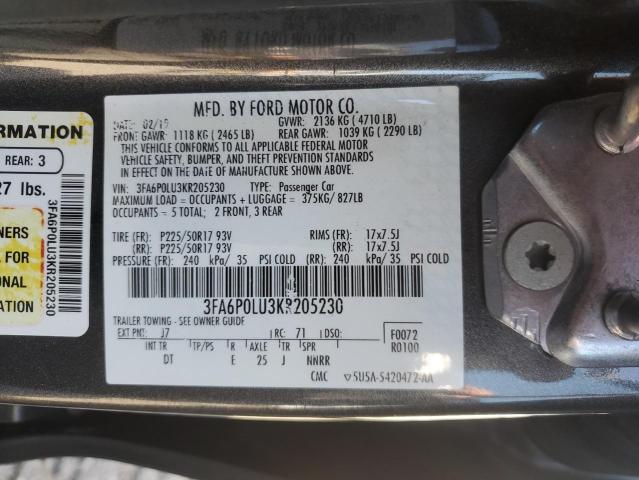 MFD. BY FORD MOTOR CO.
DATE: 02/19 GVWR: 2136 KG (4710 LB)
FRONT GAWR: 1118 KG (2465 LB) REAR GAWR: 1039 KG (2290 LB)
THIS VEHICLE CONFORMS TO ALL APPLICABLE FEDERAL MOTOR
VEHICLE SAFETY, BUMPER, AND THEFT PREVENTION STANDARDS
IN EFFECT ON THE DATE OF MANUFACTURE SHOWN ABOVE.
VIN: 3FA6P0LU3KR205230 TYPE: Passenger Car
MAXIMUM LOAD = OCCUPANTS + LUGGAGE = 375KG/ 827LB
OCCUPANTS = 5 TOTAL; 2 FRONT, 3 REAR
TIRE (FR): P225/50R17 93V RIMS (FR): 17x7.5J
(RR): P225/50R17 93V (RR): 17x7.5J
PRESSURE (FR): 240 kPa/ 35 PSI COLD (RR): 240 kPa/ 35 PSI COLD
3FA6P0LU3KR205230
TRAILER TOWING - SEE OWNER GUIDE
EXT PNT: J7 RC: 71 DSO: F0072
INT TR TP/PS R AXLE TR R0100
DT E 25 J NNRR
CMC 5U5A-5420472-AA
ORMATION
REAR: 3
27 lbs.
NERS
FOR
ONAL
3FA6P0LU3KR205230